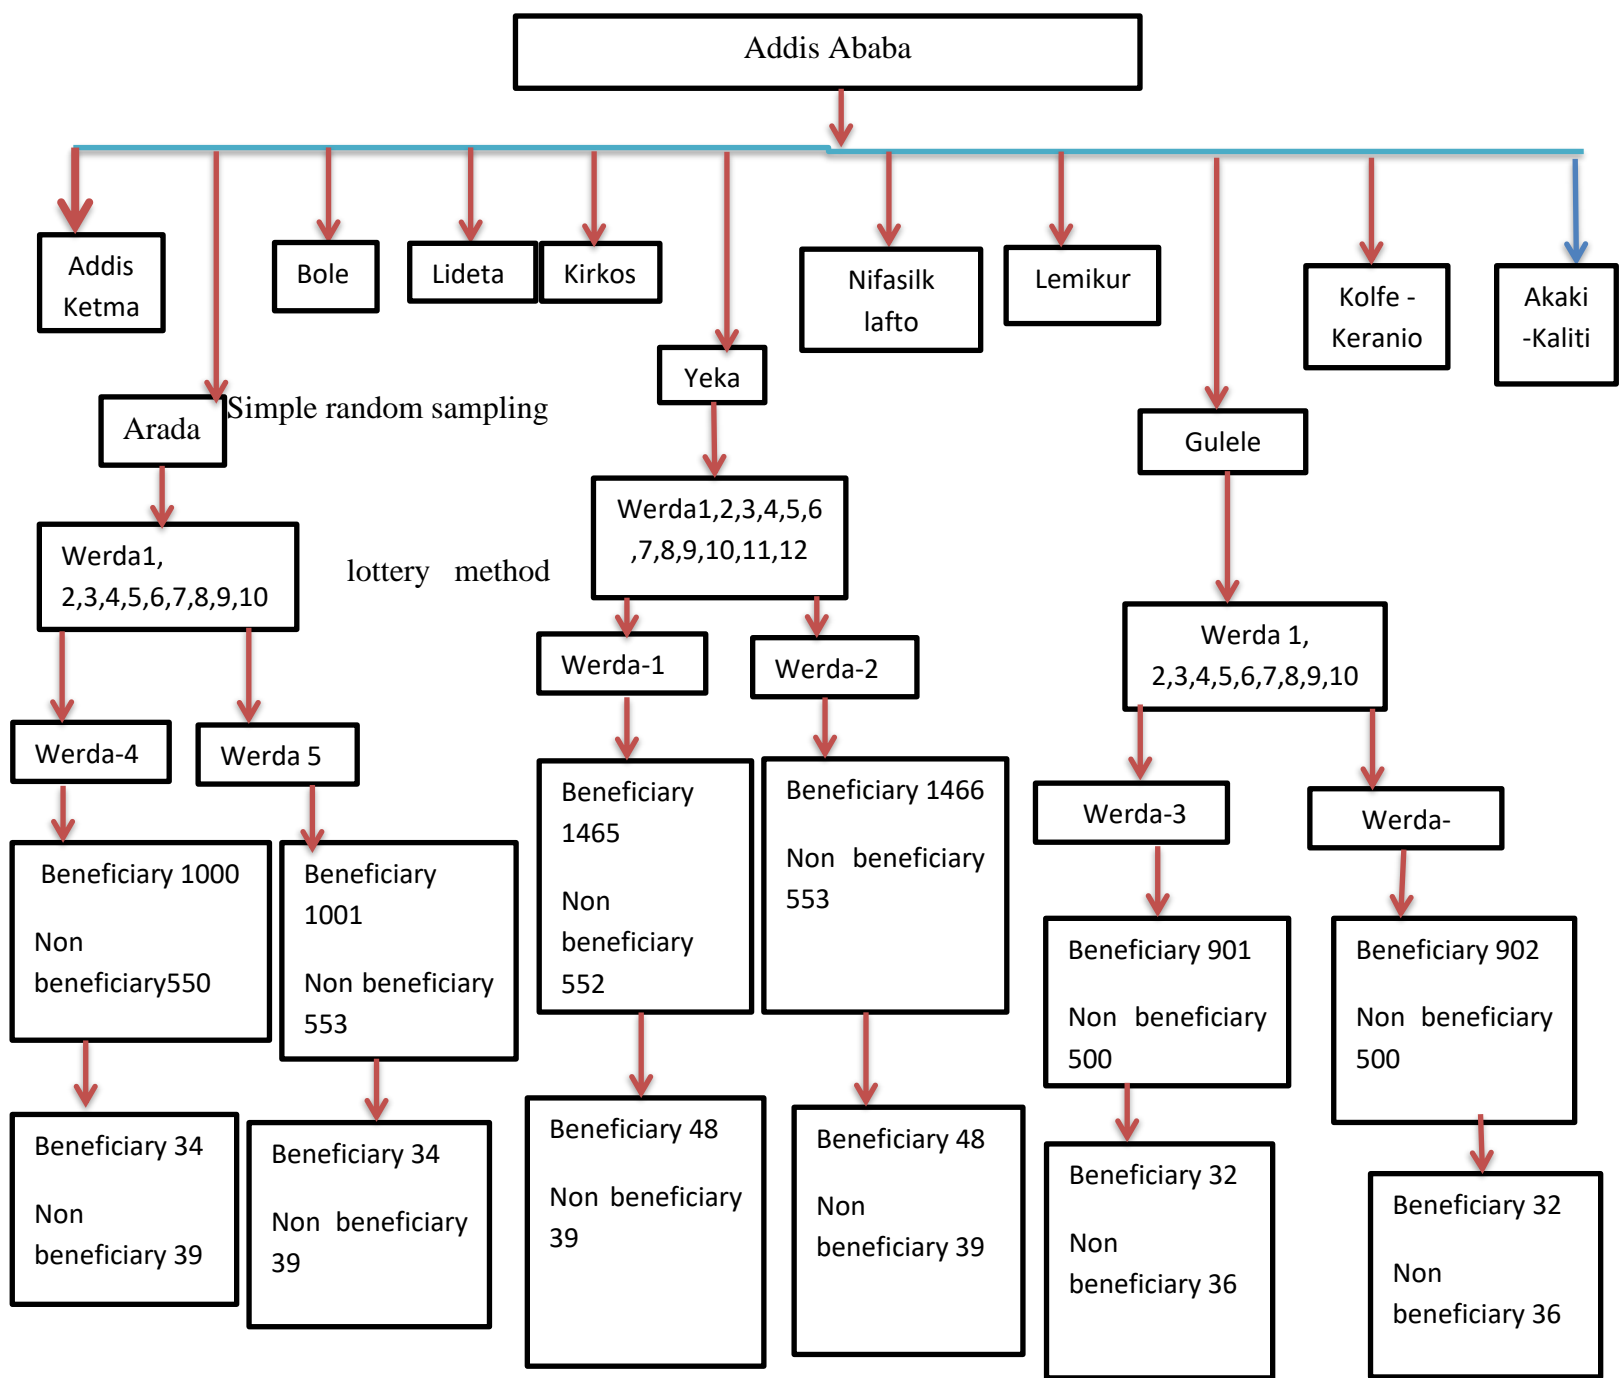 Addis Ababa
Addis
Ketma
Bole
Lideta
Kirkos
Nifasilk
lafto
Lemikur
Kolfe -
Keranio
Akaki
-Kaliti
Yeka
Arada
Simple random sampling
Gulele
Werda1,
2,3,4,5,6,7,8,9,10
lottery method
Werda1,2,3,4,5,6
,7,8,9,10,11,12
Werda 1,
2,3,4,5,6,7,8,9,10
Werda-4
Werda 5
Werda-1
Werda-2
Werda-3
Werda-
Beneficiary 1000
Non
beneficiary550
Beneficiary
1001
Non beneficiary
553
Beneficiary
1465
Non
beneficiary
552
Beneficiary 1466
Non beneficiary
553
Beneficiary 901
Non beneficiary
500
Beneficiary 902
Non beneficiary
500
Beneficiary 34
Non
beneficiary 39
Beneficiary 34
Non beneficiary
39
Beneficiary 48
Non beneficiary
39
Beneficiary 48
Non
beneficiary 39
Beneficiary 32
Non
beneficiary 36
Beneficiary 32
Non
beneficiary 36